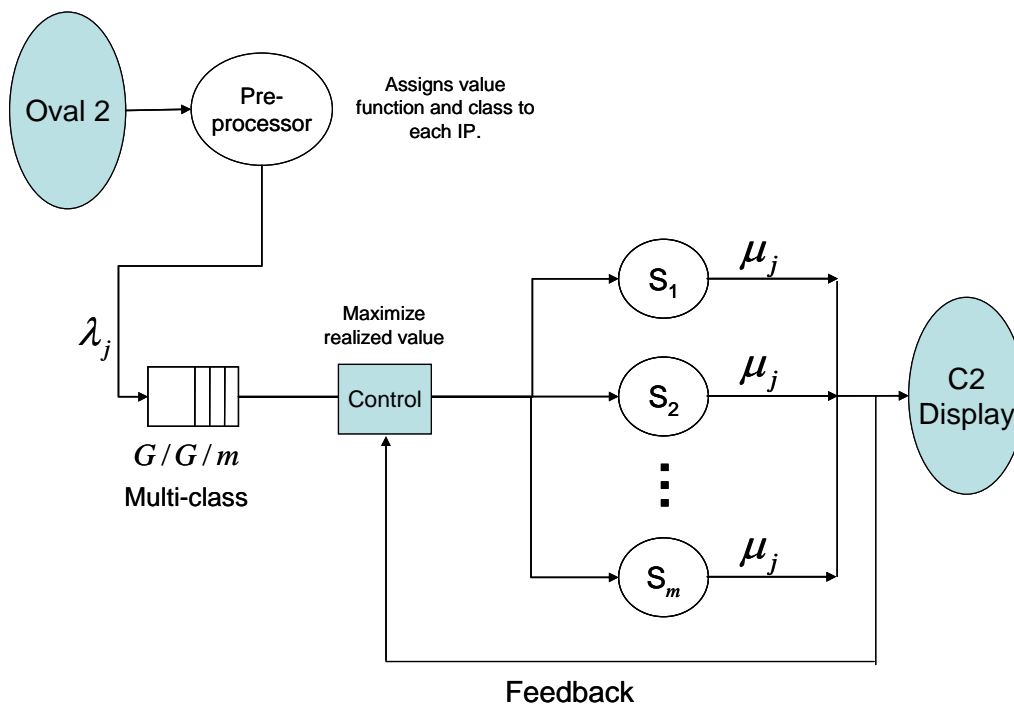 Oval 2
Pre-
processor
Assigns value
function and class to
each IP.
λj
G/G/m
Multi-class
Maximize
realized value
Control
S1
μj
S2
μj
Sm
μj
C2
Display
Feedback